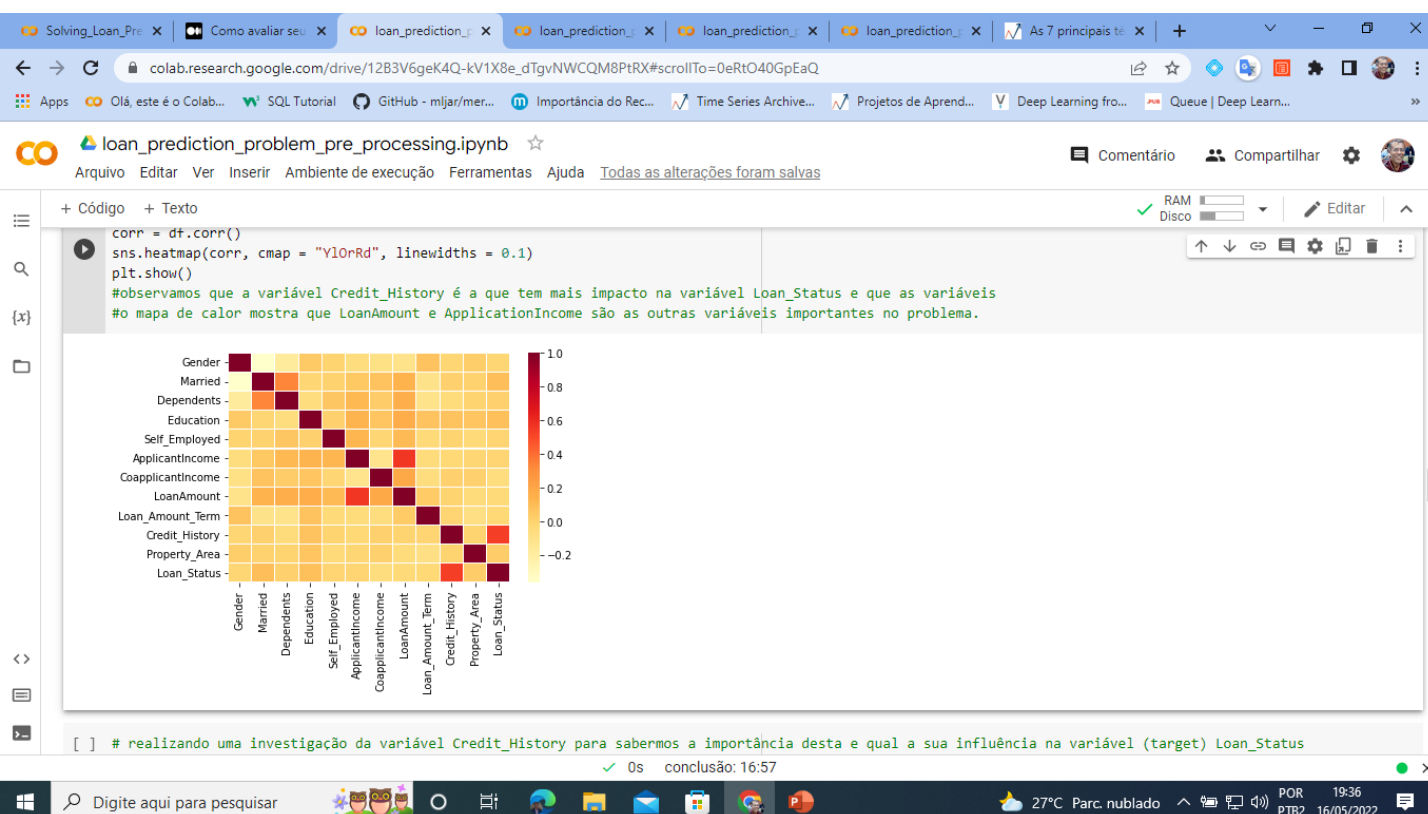 Solving_Loan_Pre
Como avaliar seu
loan_prediction_p
loan_prediction_p
loan_prediction_p
loan_prediction_p
As 7 principais té
colab.research.google.com/drive/12B3V6geK4Q-kV1X8e_dTgvNWCQM8PtRX#scrollTo=0eRtO40GpEaQ
Apps
Olá, este é o Colab...
SQL Tutorial
GitHub - mljar/mer...
Importância do Rec...
Time Series Archive...
Projetos de Aprend...
Deep Learning fro...
Queue | Deep Learn...
»
CO
loan_prediction_problem_pre_processing.ipynb
Comentário
Compartilhar
Arquivo Editar Ver Inserir Ambiente de execução Ferramentas Ajuda Todas as alterações foram salvas
+ Código + Texto
RAM
Disco
Editar
corr = df.corr()
sns.heatmap(corr, cmap = "YlOrRd", linewidths = 0.1)
plt.show()
#observamos que a variável Credit_History é a que tem mais impacto na variável Loan_Status e que as variáveis
#o mapa de calor mostra que LoanAmount e ApplicationIncome são as outras variáveis importantes no problema.
{x}
Gender
Married
Dependents
Education
Self_Employed
ApplicantIncome
CoapplicantIncome
LoanAmount
Loan_Amount_Term
Credit_History
Property_Area
Loan_Status
1.0
0.8
0.6
0.4
0.2
0.0
−0.2
Gender
Married
Dependents
Education
Self_Employed
ApplicantIncome
CoapplicantIncome
LoanAmount
Loan_Amount_Term
Credit_History
Property_Area
Loan_Status
[ ] # realizando uma investigação da variável Credit_History para sabermos a importância desta e qual a sua influência na variável (target) Loan_Status
0s conclusão: 16:57
Digite aqui para pesquisar
27°C Parc. nublado
POR
PTB2
19:36
16/05/2022